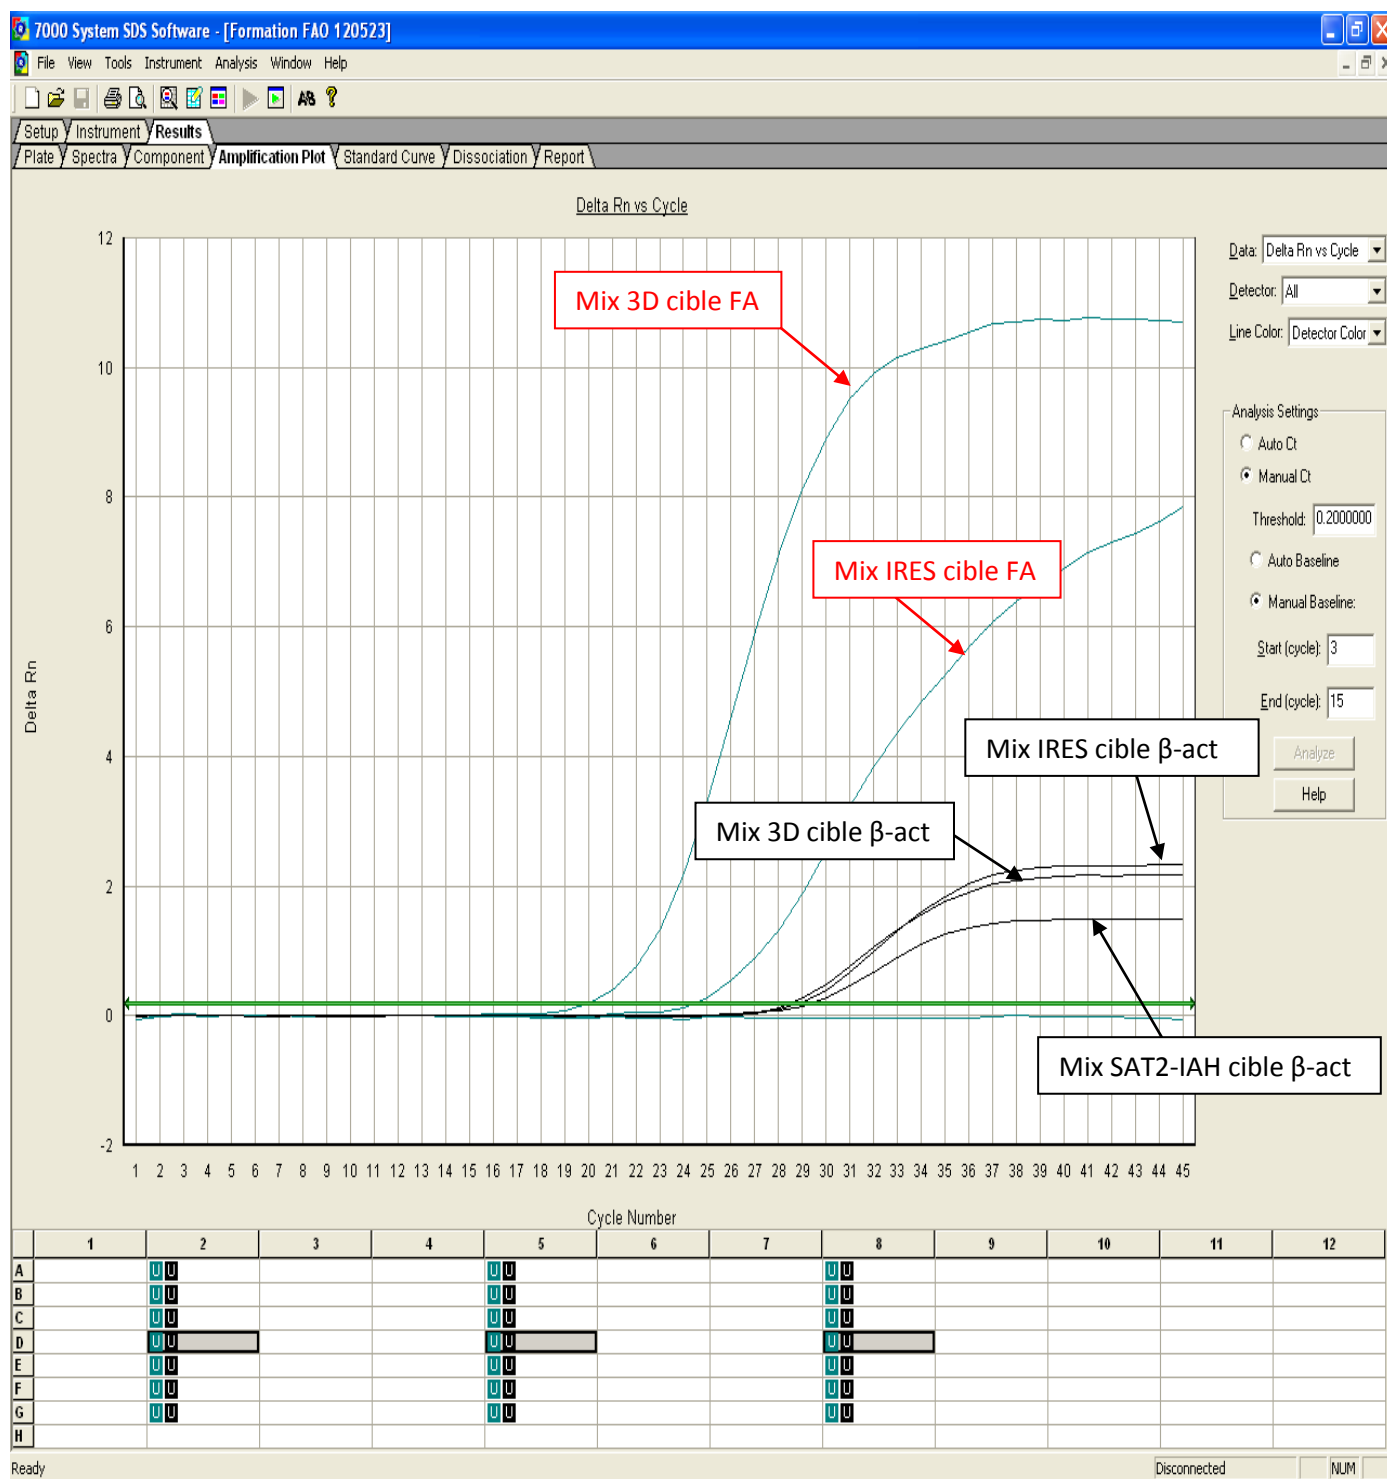 7000 System SDS Software - [Formation FAO 120523]
File View Tools Instrument Analysis Window Help
Setup Instrument Results
Plate Spectra Component Amplification Plot Standard Curve Dissociation Report
Delta Rn vs Cycle
12
10
8
6
4
2
0
-2
Delta Rn
Mix 3D cible FA
Mix IRES cible FA
Mix IRES cible β-act
Mix 3D cible β-act
Mix SAT2-IAH cible β-act
1 2 3 4 5 6 7 8 9 10 11 12 13 14 15 16 17 18 19 20 21 22 23 24 25 26 27 28 29 30 31 32 33 34 35 36 37 38 39 40 41 42 43 44 45
Cycle Number
Data: Delta Rn vs Cycle
Detector: All
Line Color: Detector Color
Analysis Settings
Auto Ct
Manual Ct
Threshold: 0.2000000
Auto Baseline
Manual Baseline:
Start (cycle): 3
End (cycle): 15
Analyze
Help
1 2 3 4 5 6 7 8 9 10 11 12
A U U U U U U
B U U U U U U
C U U U U U U
D U U U U U U
E U U U U U U
F U U U U U U
G U U U U U U
H
Ready Disconnected NUM